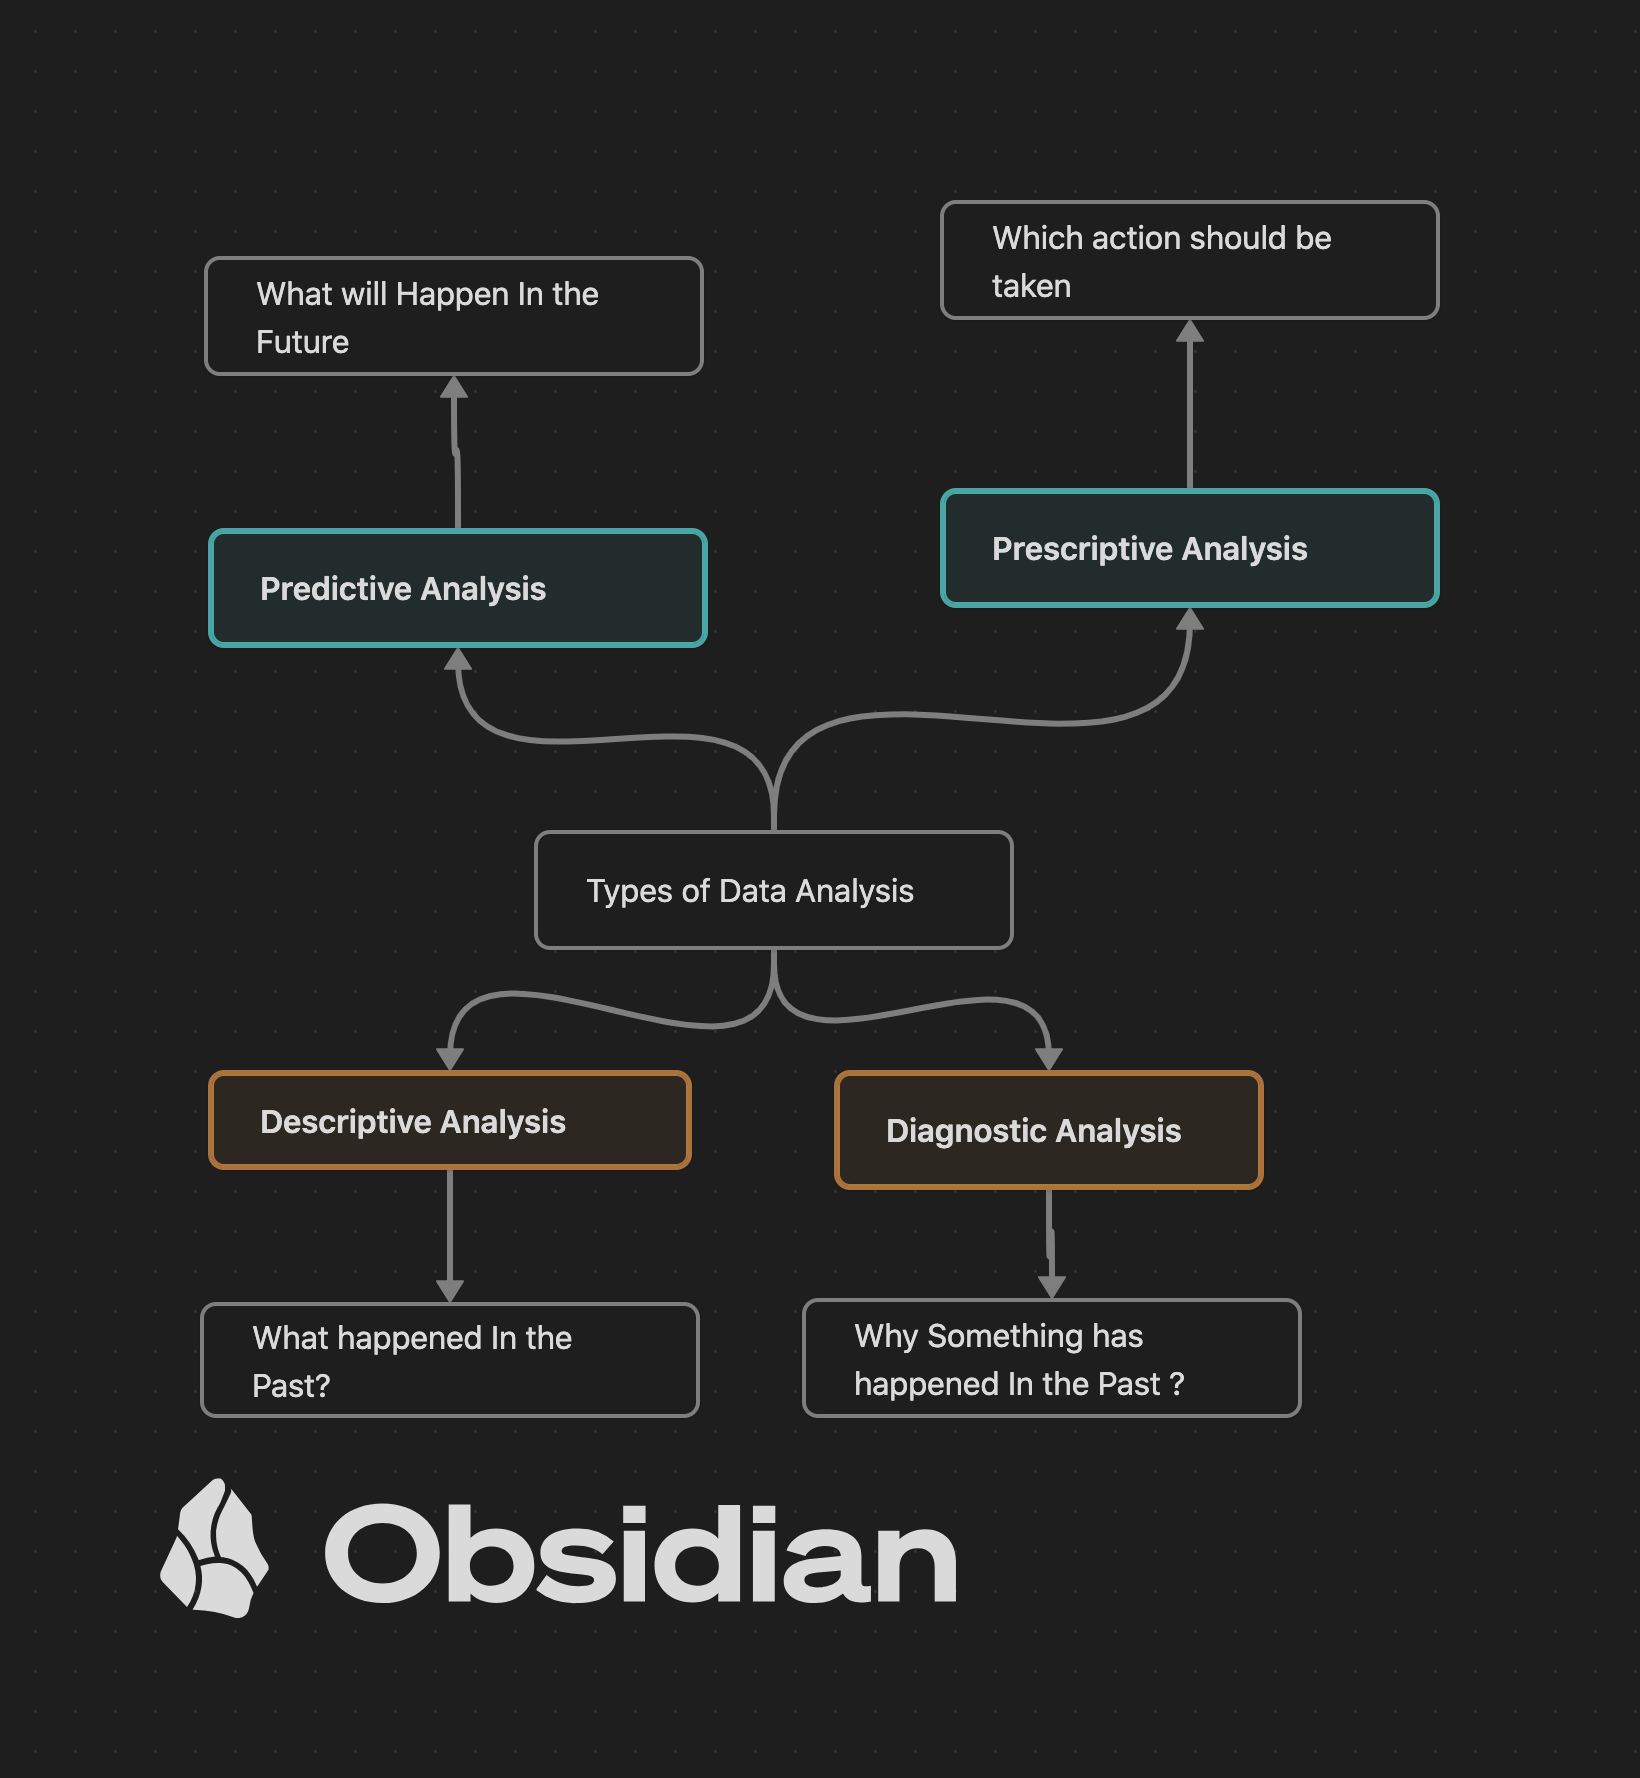 Which action should be
taken
What will Happen In the
Future
Prescriptive Analysis
Predictive Analysis
Types of Data Analysis
Descriptive Analysis
Diagnostic Analysis
What happened In the
Past?
Why Something has
happened In the Past ?
Obsidian